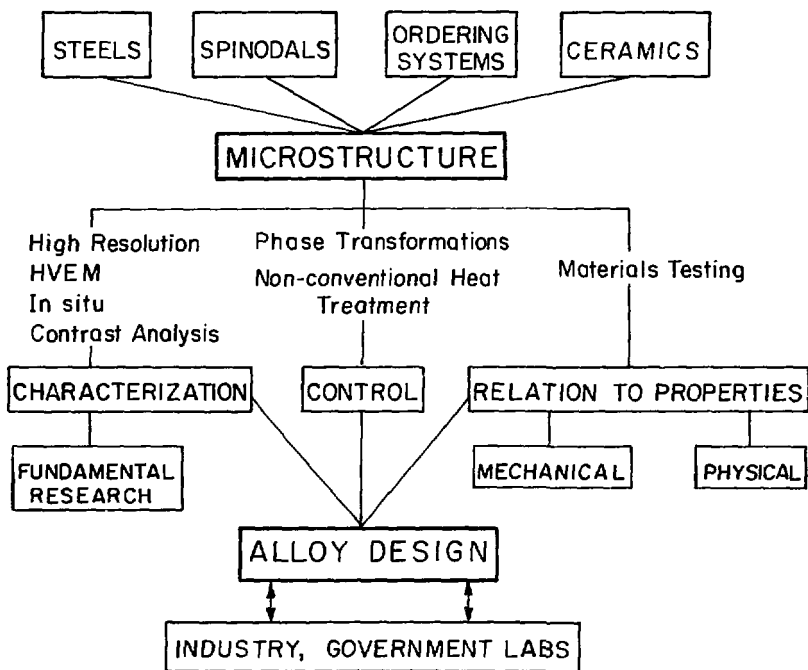 STEELS
SPINODALS
ORDERING
SYSTEMS
CERAMICS
MICROSTRUCTURE
High Resolution
HVEM
In situ
Contrast Analysis
Phase Transformations
Non-conventional Heat
Treatment
Materials Testing
CHARACTERIZATION
CONTROL
RELATION TO PROPERTIES
FUNDAMENTAL
RESEARCH
MECHANICAL
PHYSICAL
ALLOY DESIGN
INDUSTRY, GOVERNMENT LABS